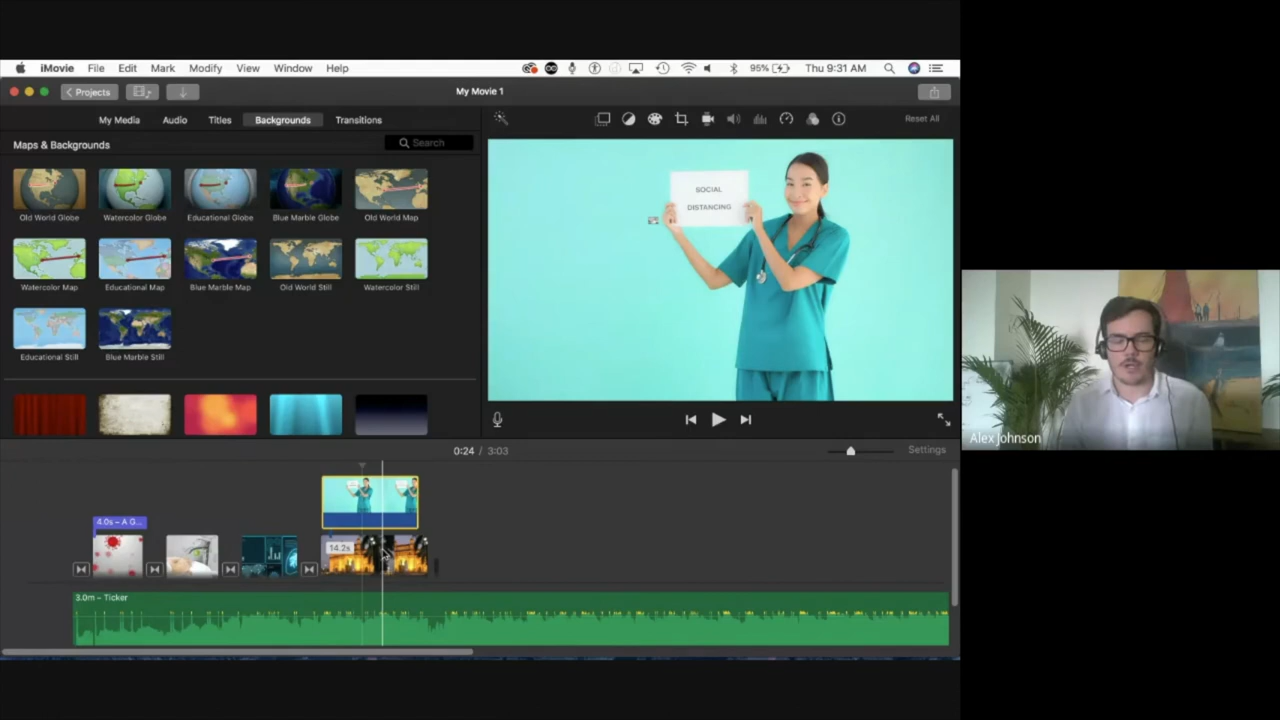 iMovie File Edit Mark Modify View Window Help 95% Thu 9:31 AM
Projects My Movie 1
My Media Audio Titles Backgrounds Transitions Reset All
Maps & Backgrounds Search
Old World Globe Watercolor Globe Educational Globe Blue Marble Globe Old World Map
Watercolor Map Educational Map Blue Marble Map Old World Still Watercolor Still
Educational Still Blue Marble Still
SOCIAL
DISTANCING
0:24 / 3:03 Settings
4.0s – A G...
14.2s
3.0m – Ticker
Alex Johnson